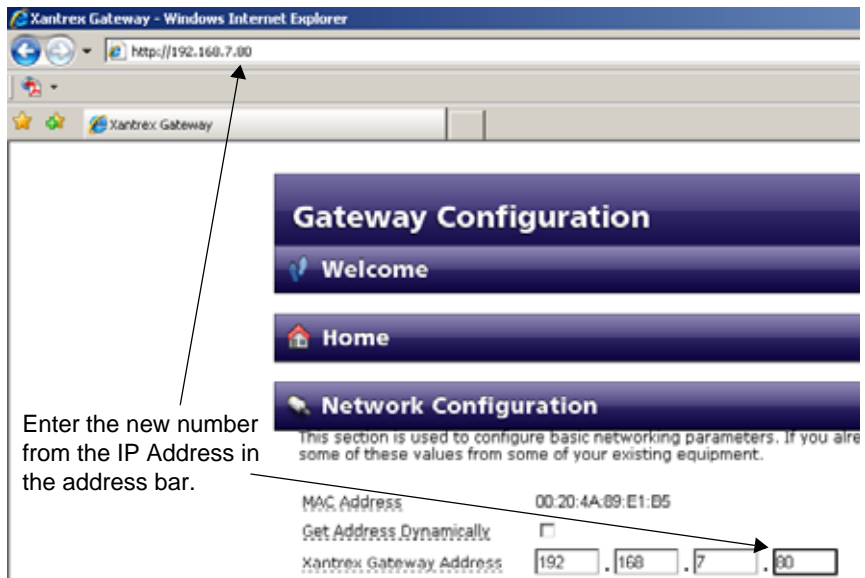 Xantrex Gateway - Windows Internet Explorer
http://192.168.7.80
Xantrex Gateway
Gateway Configuration
Welcome
Home
Network Configuration
This section is used to configure basic networking parameters. If you alre
some of these values from some of your existing equipment.
Enter the new number
from the IP Address in
the address bar.
MAC Address 00:20:4A:89:E1:B5
Get Address Dynamically
Xantrex Gateway Address 192 . 168 . 7 . 80